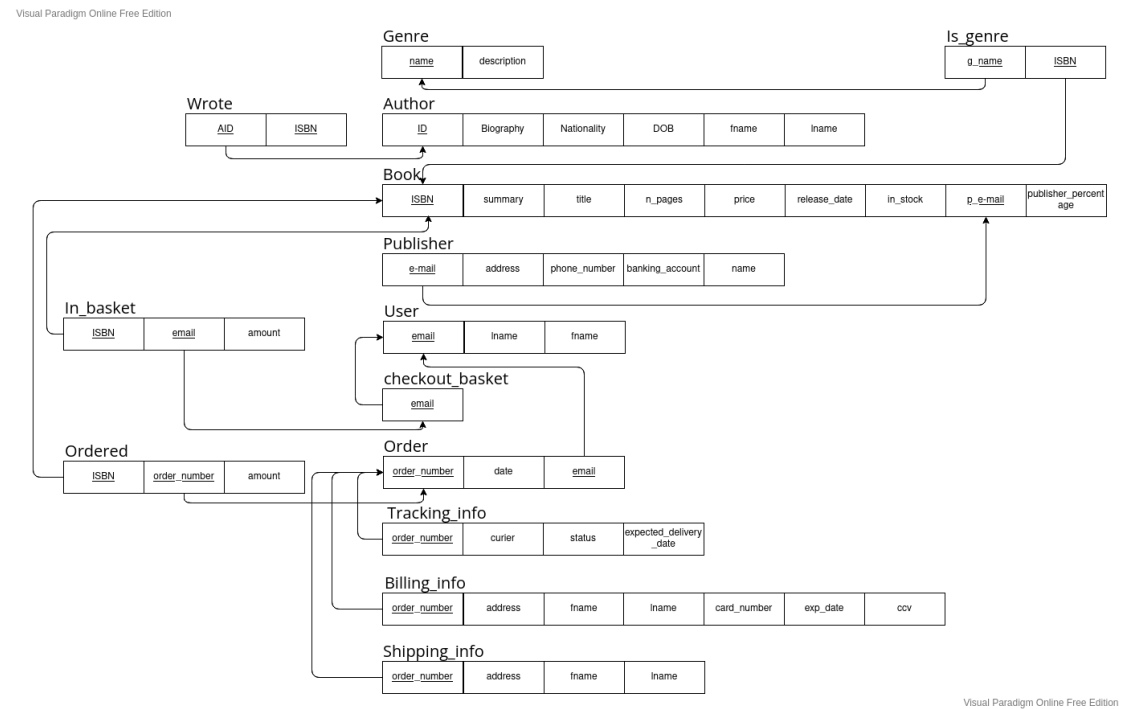 Visual Paradigm Online Free Edition
Genre
name description
Is_genre
g_name ISBN
Wrote
AID ISBN
Author
ID Biography Nationality DOB fname lname
Book
ISBN summary title n_pages price release_date in_stock p_e-mail publisher_percent
age
Publisher
e-mail address phone_number banking_account name
In_basket
ISBN email amount
User
email lname fname
checkout_basket
email
Ordered
ISBN order_number amount
Order
order_number date email
Tracking_info
order_number curier status expected_delivery
_date
Billing_info
order_number address fname lname card_number exp_date ccv
Shipping_info
order_number address fname lname
Visual Paradigm Online Free Edition